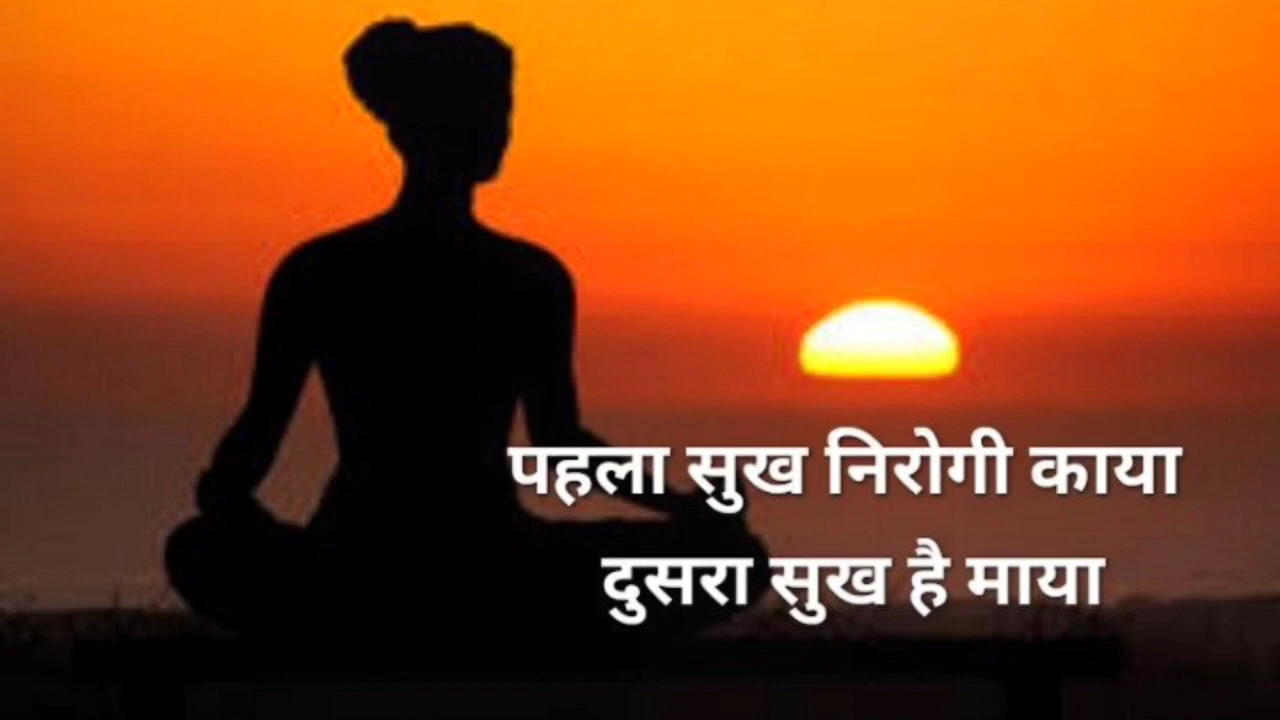 पहला सुख निरोगी काया
दुसरा सुख है माया